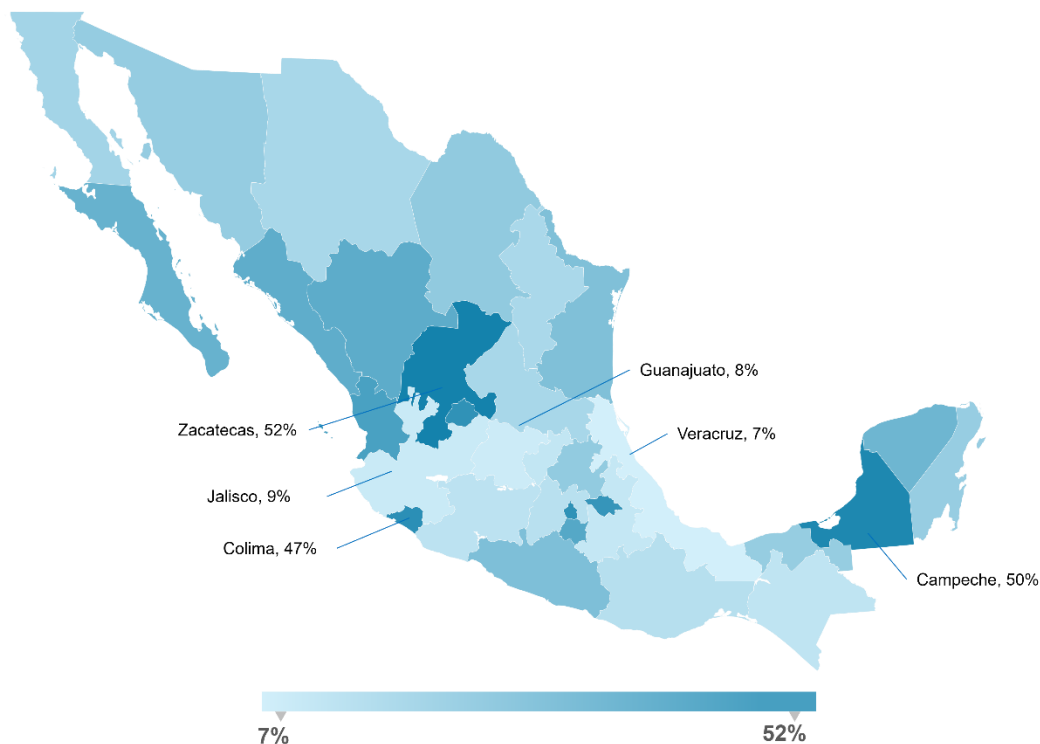 Guanajuato, 8%
Zacatecas, 52%
Veracruz, 7%
Jalisco, 9%
Colima, 47%
Campeche, 50%
7%
52%